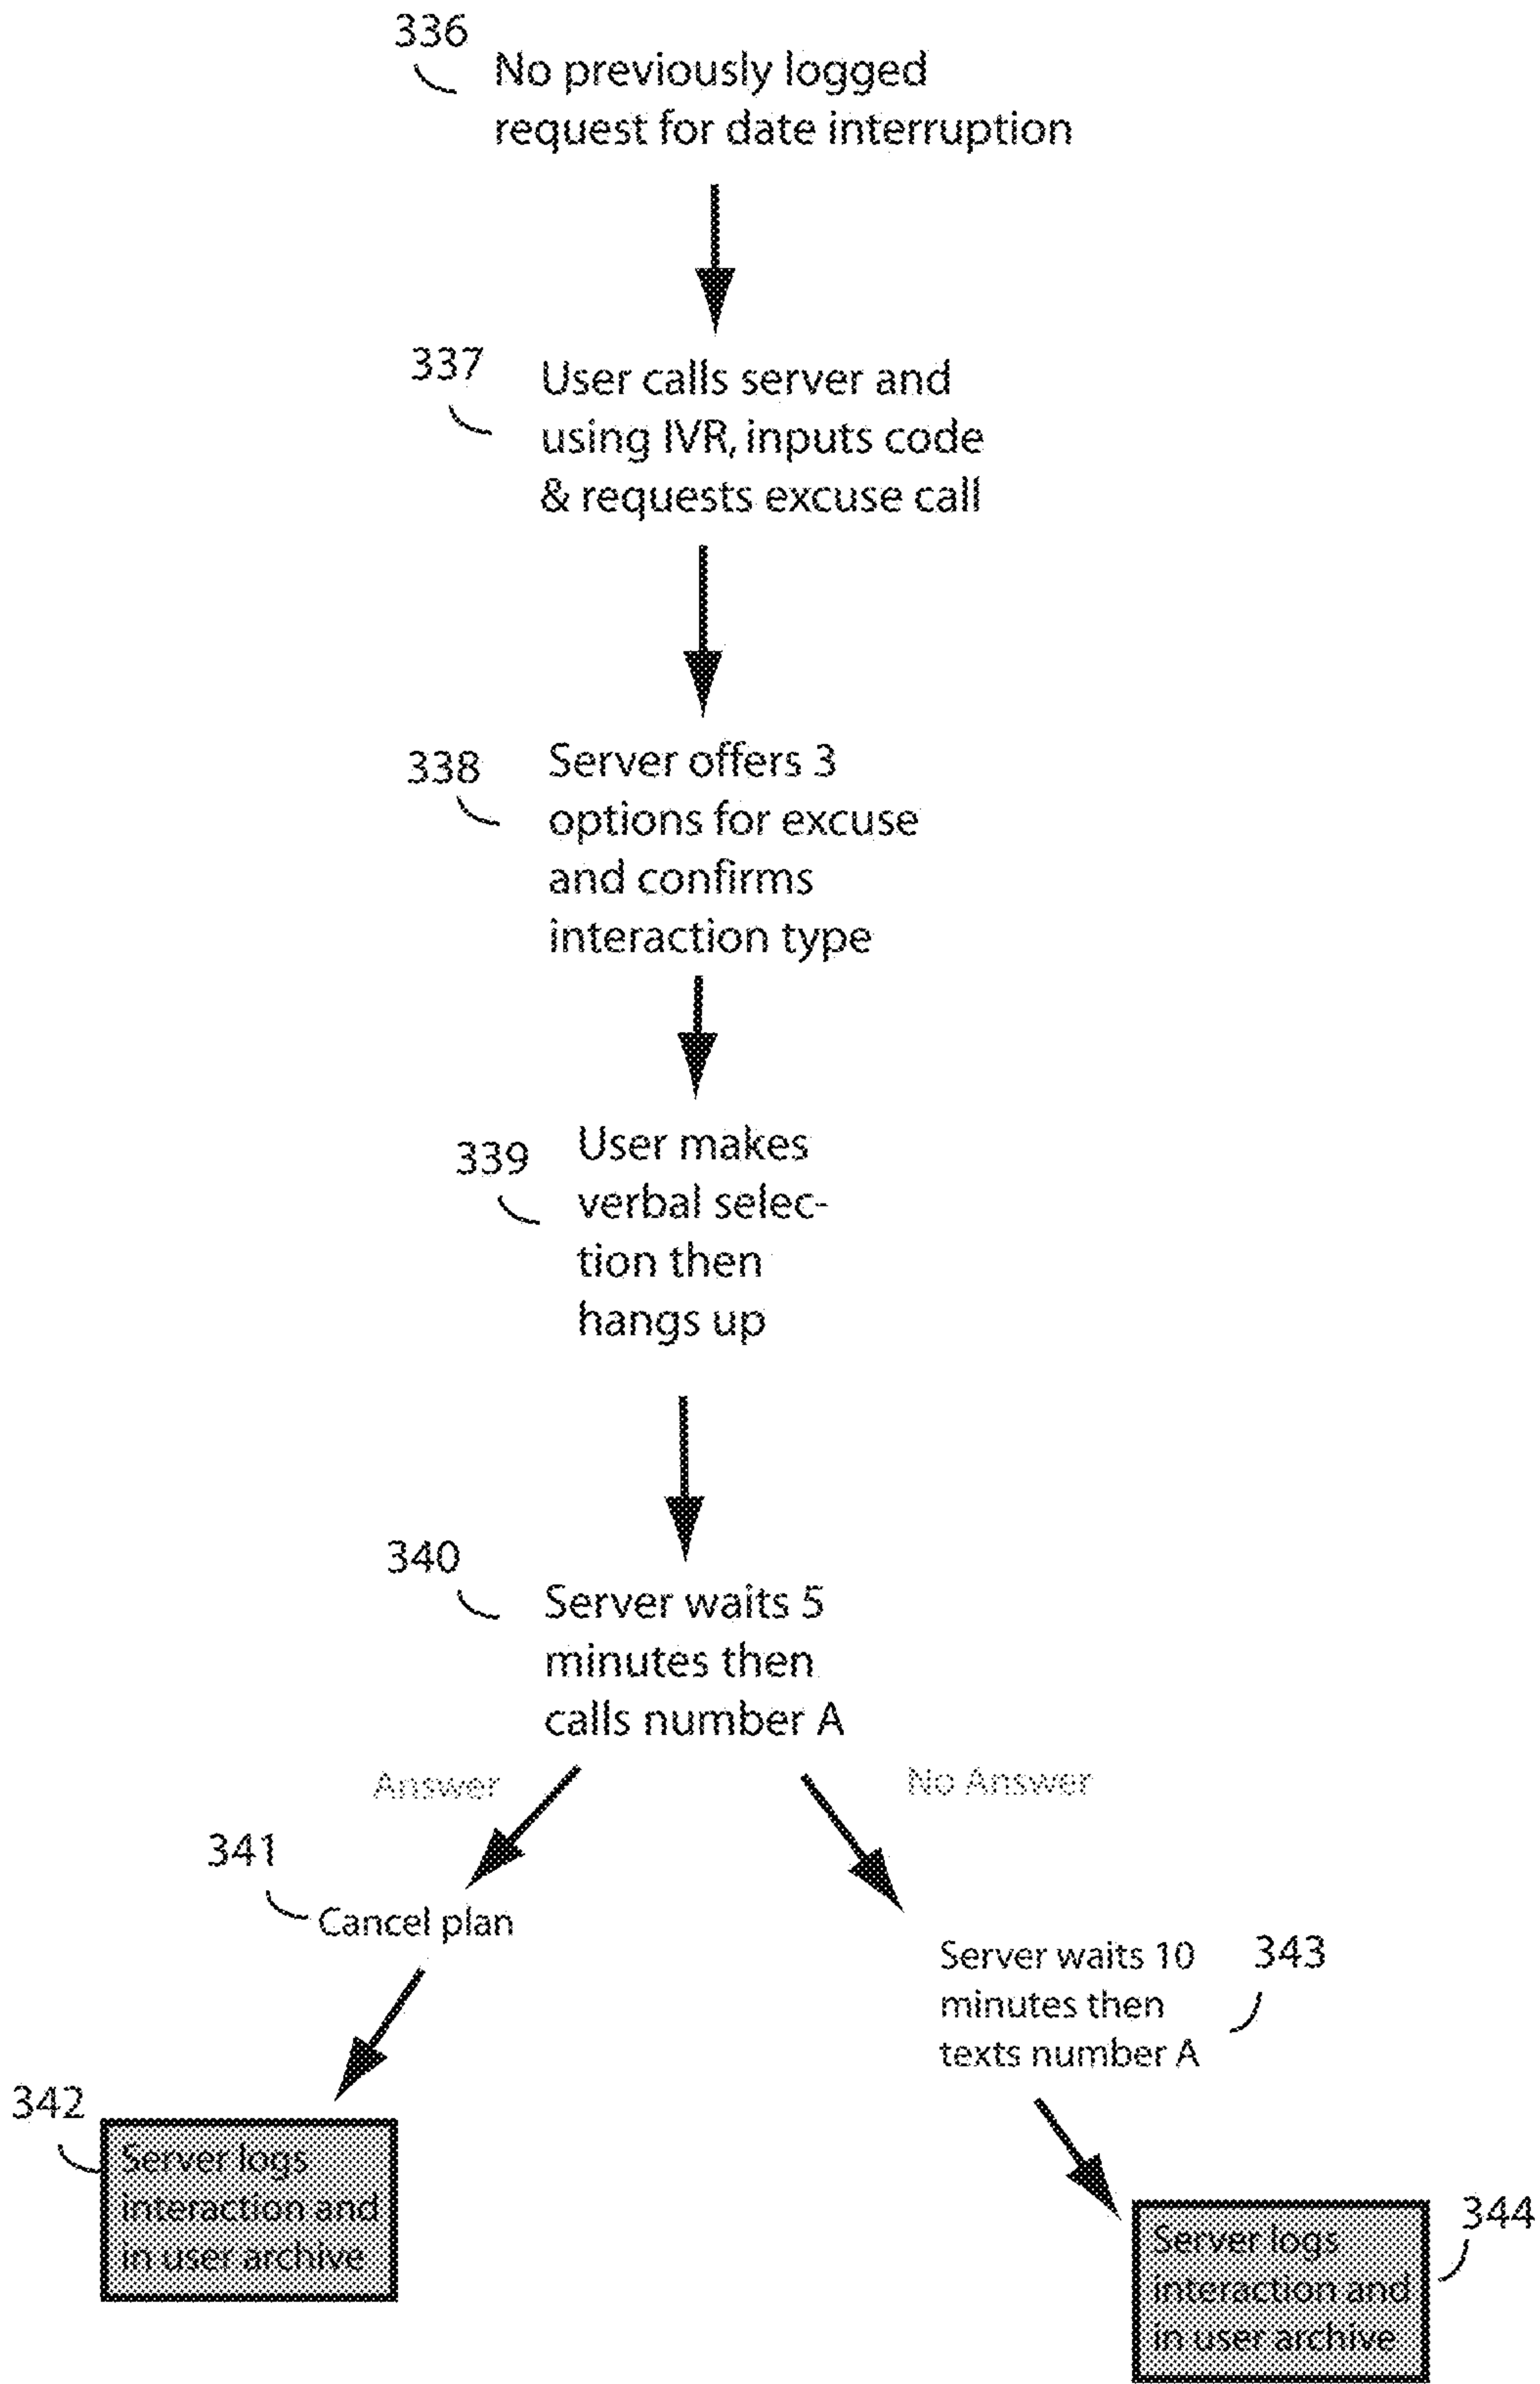 336
No previously logged
request for date interruption
337
User calls server and
using IVR, inputs code
& requests excuse call
338
Server offers 3
options for excuse
and confirms
interaction type
339
User makes
verbal selec-
tion then
hangs up
340
Server waits 5
minutes then
calls number A
Answer
No Answer
341
Cancel plan
343
Server waits 10
minutes then
texts number A
342
Server logs
interaction and
in user archive
344
Server logs
interaction and
in user archive